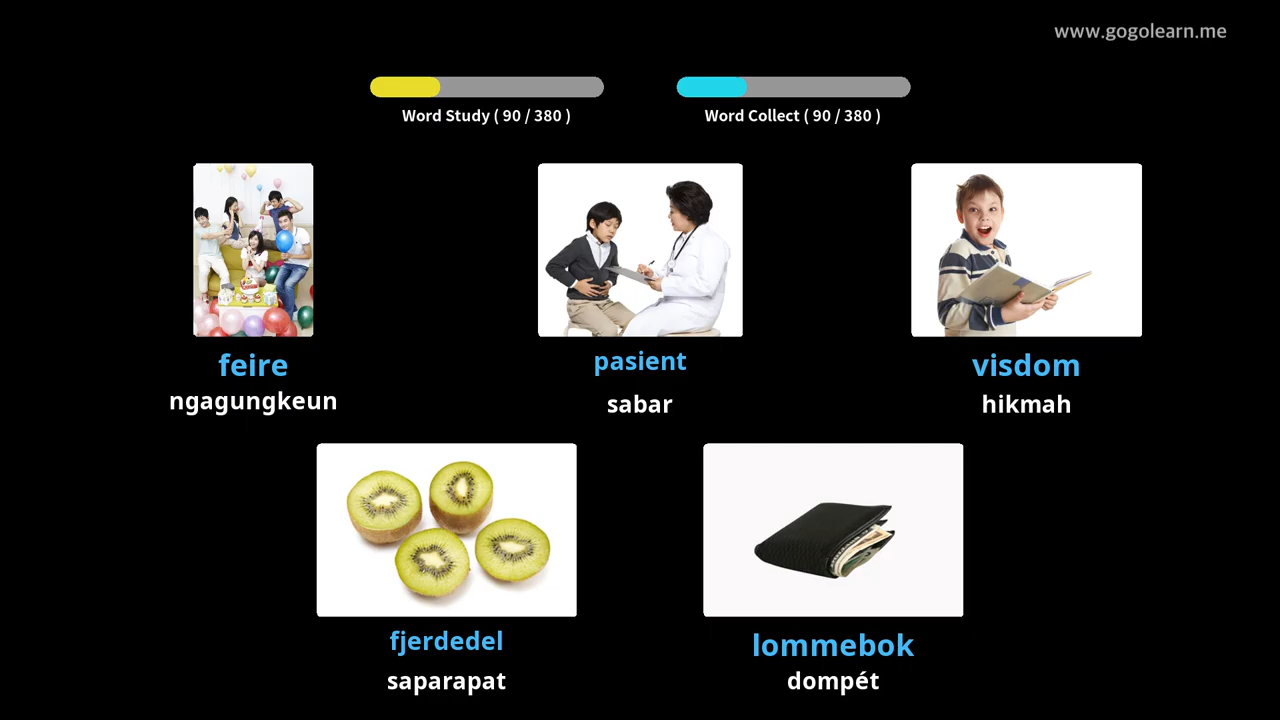 www.gogolearn.me
Word Study ( 90 / 380 )
Word Collect ( 90 / 380 )
feire
ngagungkeun
pasient
sabar
visdom
hikmah
fjerdedel
saparapat
lommebok
dompét